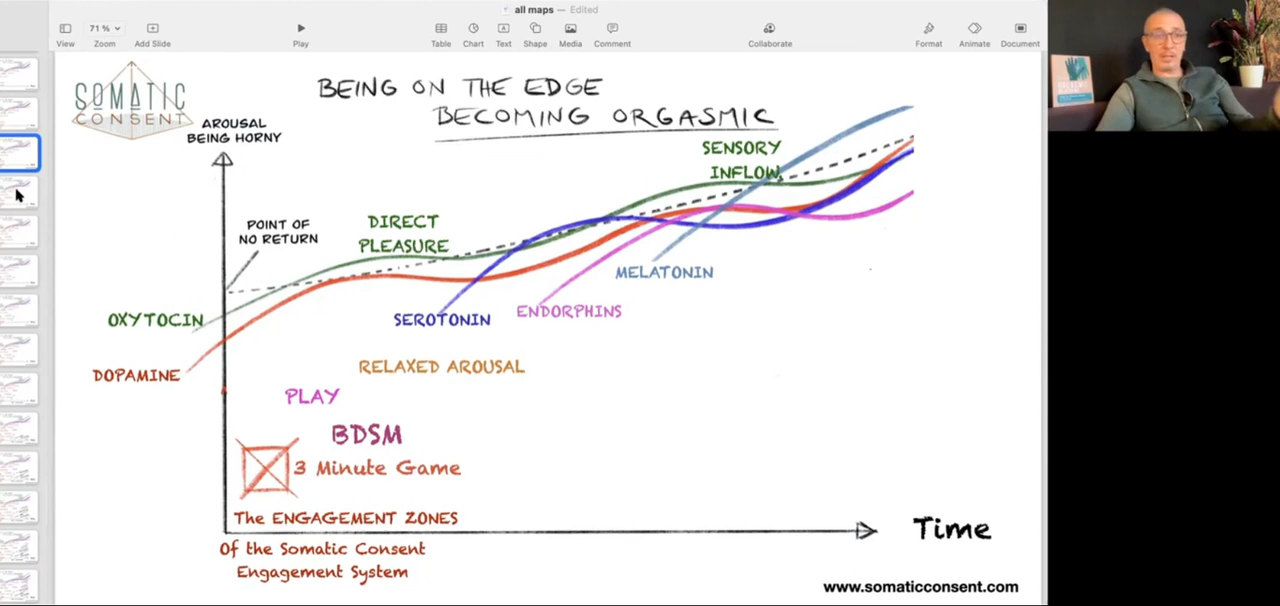 all maps — Edited
71 %
View
Zoom
Add Slide
Play
Table
Chart
Text
Shape
Media
Comment
Collaborate
Format
Animate
Document
SOMATIC
CONSENT
BEING ON THE EDGE
BECOMING ORGASMIC
AROUSAL
BEING HORNY
SENSORY
INFLOW
POINT OF
NO RETURN
DIRECT
PLEASURE
MELATONIN
OXYTOCIN
SEROTONIN
ENDORPHINS
DOPAMINE
RELAXED AROUSAL
PLAY
BDSM
3 Minute Game
The ENGAGEMENT ZONES
Time
Of the Somatic Consent
Engagement System
www.somaticconsent.com